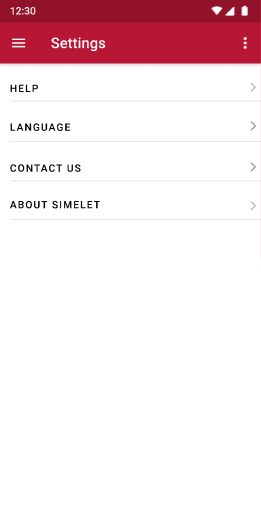 12:30
Settings
HELP
LANGUAGE
CONTACT US
ABOUT SIMELET